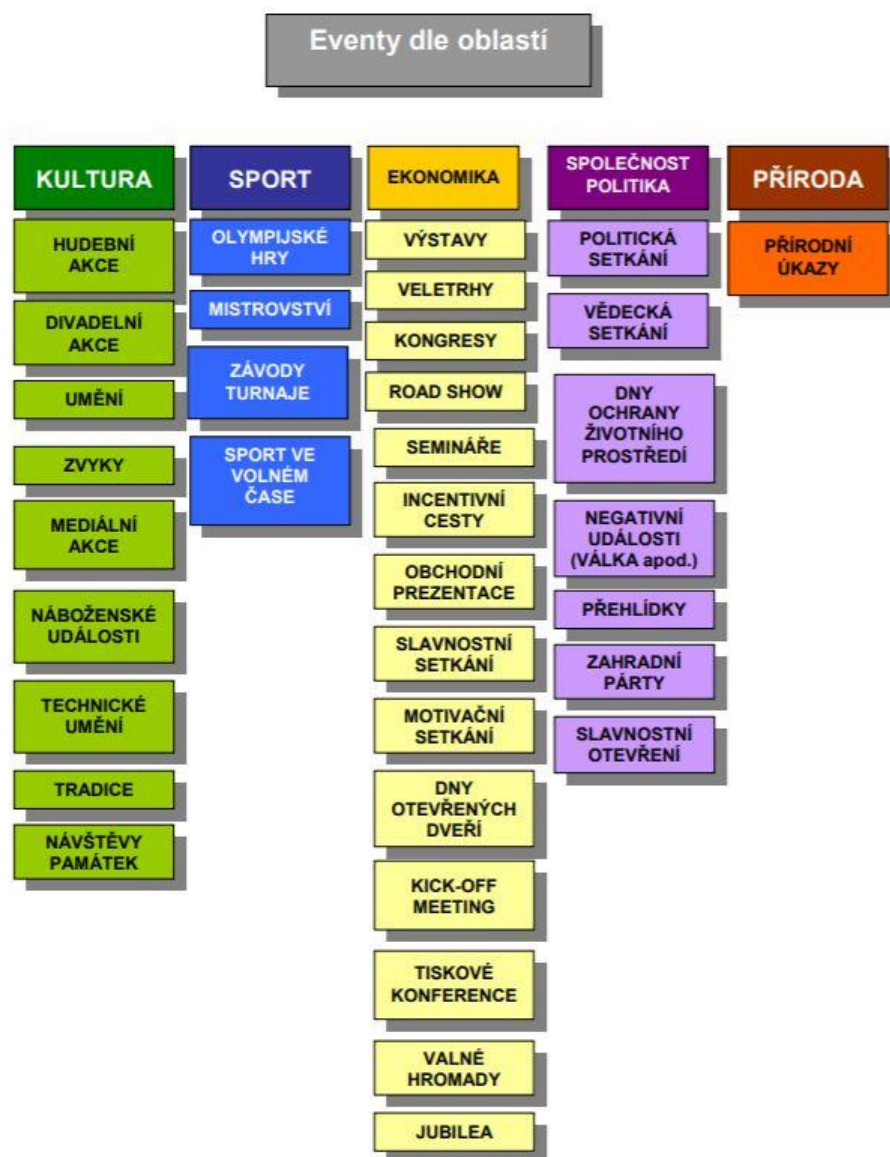 Eventy dle oblastí
KULTURA
HUDEBNÍ
AKCE
DIVADELNÍ
AKCE
UMĚNÍ
ZVYKY
MEDIÁLNÍ
AKCE
NÁBOŽENSKÉ
UDÁLOSTI
TECHNICKÉ
UMĚNÍ
TRADICE
NÁVŠTĚVY
PAMÁTEK
SPORT
OLYMPIJSKÉ
HRY
MISTROVSTVÍ
ZÁVODY
TURNAJE
SPORT VE
VOLNÉM
ČASE
EKONOMIKA
VÝSTAVY
VELETRHY
KONGRESY
ROAD SHOW
SEMINÁŘE
INCENTIVNÍ
CESTY
OBCHODNÍ
PREZENTACE
SLAVNOSTNÍ
SETKÁNÍ
MOTIVAČNÍ
SETKÁNÍ
DNY
OTEVŘENÝCH
DVEŘÍ
KICK-OFF
MEETING
TISKOVÉ
KONFERENCE
VALNÉ
HROMADY
JUBILEA
SPOLEČNOST
POLITIKA
POLITICKÁ
SETKÁNÍ
VĚDECKÁ
SETKÁNÍ
DNY
OCHRANY
ŽIVOTNÍHO
PROSTŘEDÍ
NEGATIVNÍ
UDÁLOSTI
(VÁLKA apod.)
PŘEHLÍDKY
ZAHRADNÍ
PÁRTY
SLAVNOSTNÍ
OTEVŘENÍ
PŘÍRODA
PŘÍRODNÍ
ÚKAZY